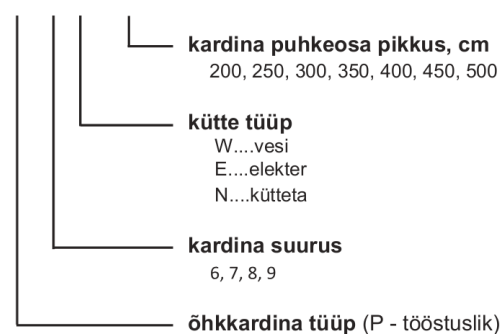 kardina puhkeosa pikkus, cm
200, 250, 300, 350, 400, 450, 500
kütte tüüp
W....vesi
E....elekter
N....kütteta
kardina suurus
6, 7, 8, 9
õhkkardina tüüp (P - tööstuslik)